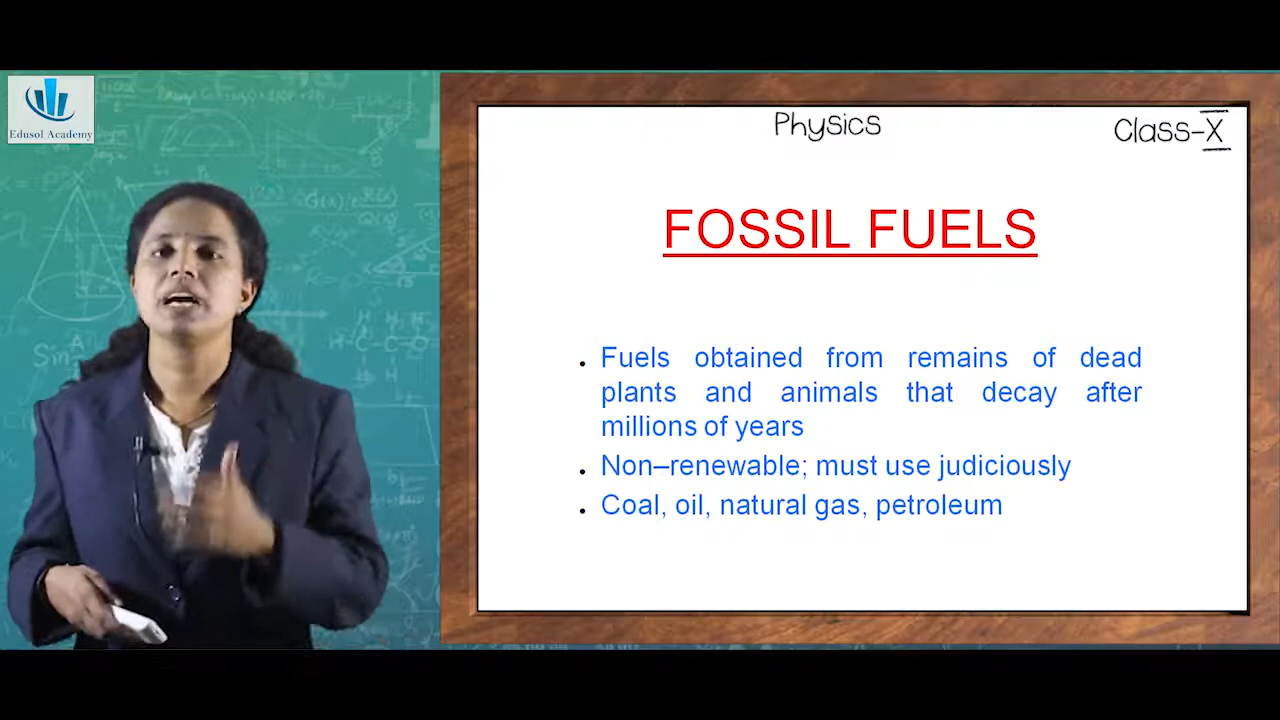 Edusol Academy
Physics
Class-X
FOSSIL FUELS
Fuels obtained from remains of dead
plants and animals that decay after
millions of years
Non–renewable; must use judiciously
Coal, oil, natural gas, petroleum